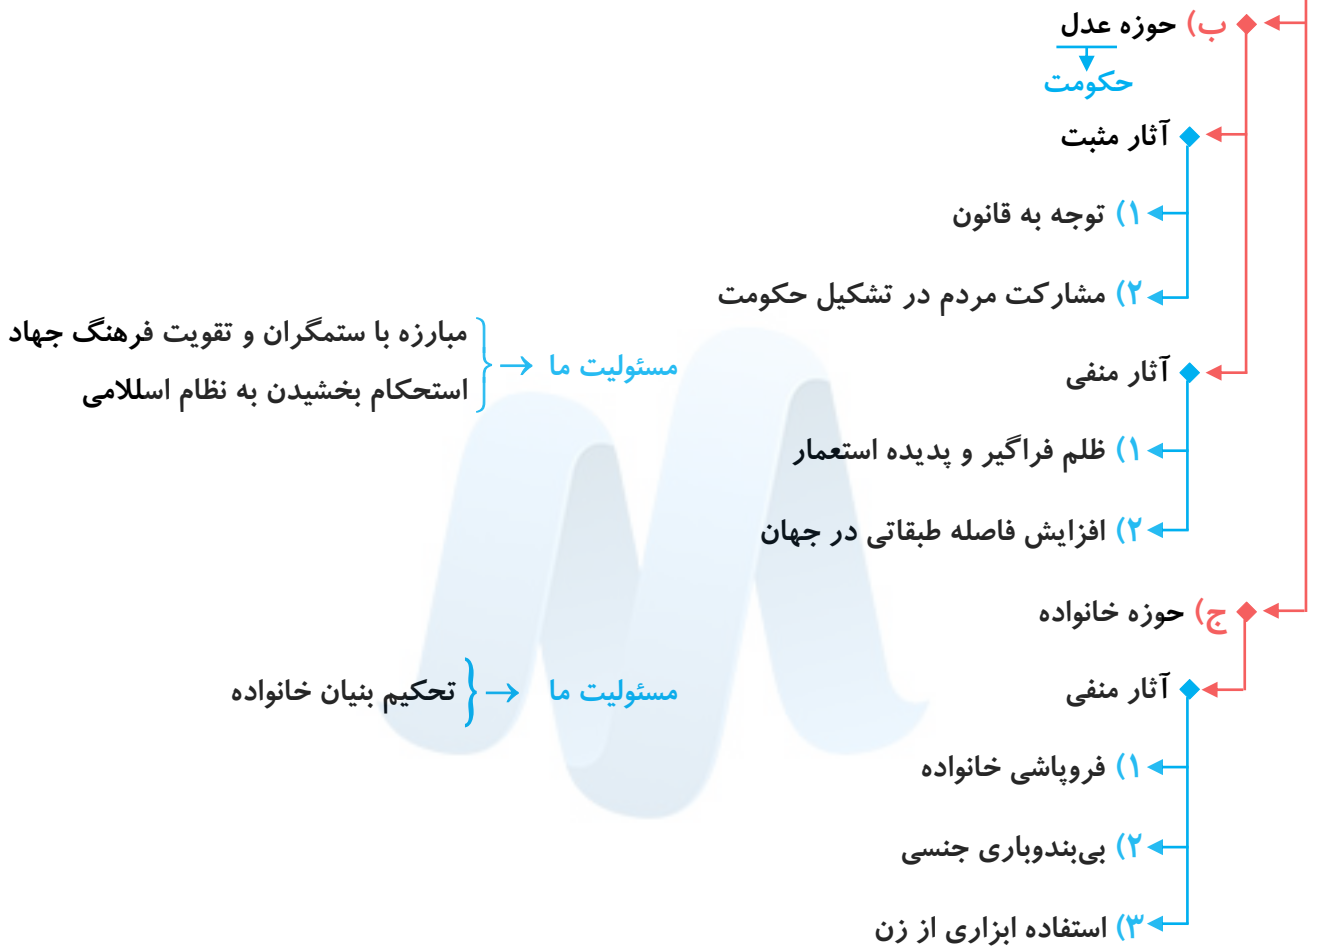 ب) حوزه عدل
حکومت
آثار مثبت
۱) توجه به قانون
۲) مشارکت مردم در تشکیل حکومت
آثار منفی
مسئولیت ما
مبارزه با ستمگران و تقویت فرهنگ جهاد
استحکام بخشیدن به نظام اسللامی
۱) ظلم فراگیر و پدیده استعمار
۲) افزایش فاصله طبقاتی در جهان
ج) حوزه خانواده
آثار منفی
مسئولیت ما
تحکیم بنیان خانواده
۱) فروپاشی خانواده
۲) بی‌بندوباری جنسی
۳) استفاده ابزاری از زن